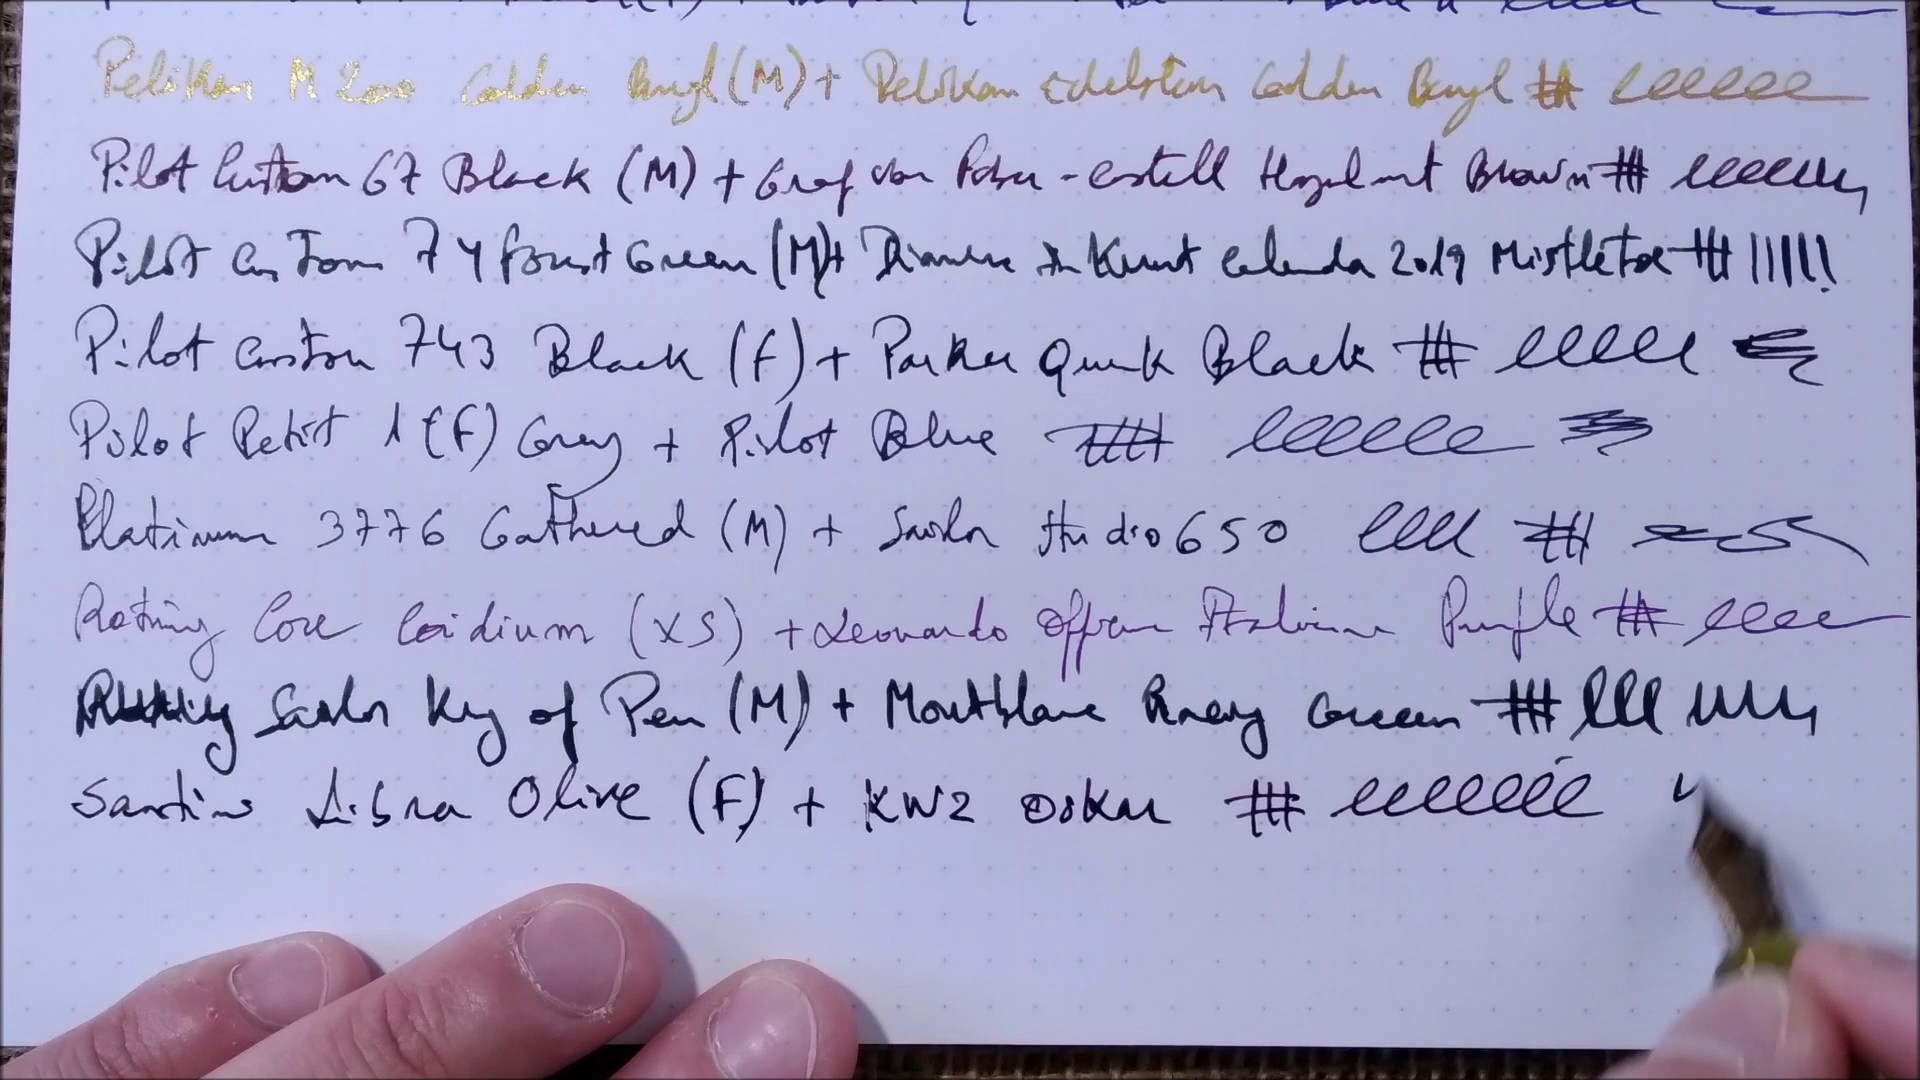 Pelikan M200 Golden Beryl (M) + Pelikan Edelstein Golden Beryl
Pilot Custom 67 Black (M) + Graf von Faber-Castell Hazelnut Brown
Pilot Custom 74 Forest Green (M) + Diamine Inkvent Calendar 2019 Mistletoe
Pilot Custom 743 Black (F) + Parker Quink Black
Pilot Petit 1 (F) Grey + Pilot Blue
Platinum 3776 Gathered (M) + Sailor Studio 650
Rotring Core Coridium (XS) + Leonardo Officina Italiana Purple
Sailor King of Pen (M) + Montblanc Green
Santini Libra Olive (F) + KWZ Oskar